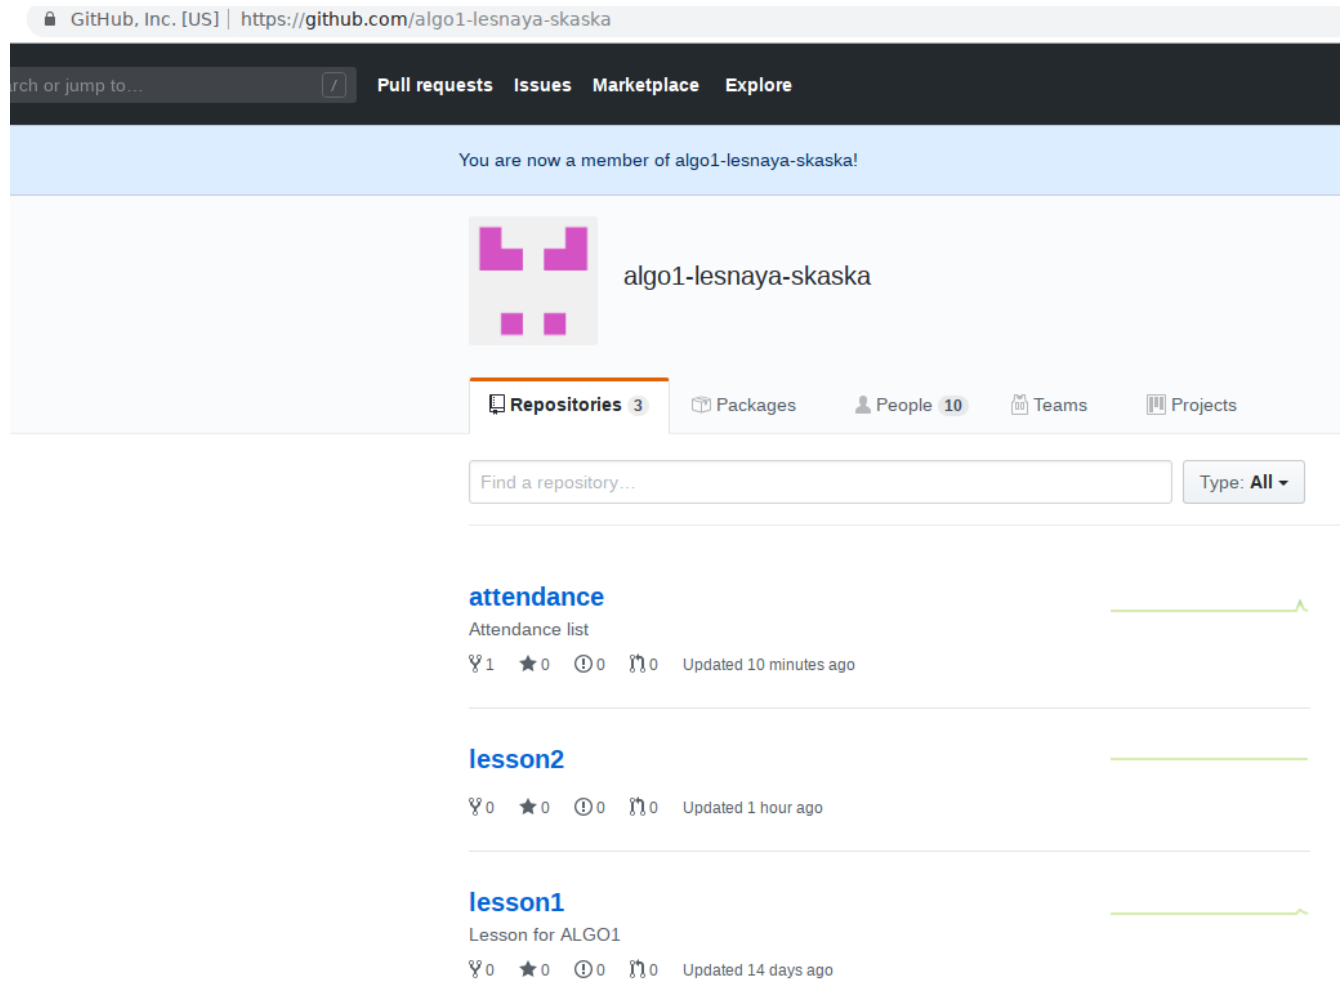 GitHub, Inc. [US] | https://github.com/algo1-lesnaya-skaska
rch or jump to… / Pull requests Issues Marketplace Explore
You are now a member of algo1-lesnaya-skaska!
algo1-lesnaya-skaska
Repositories 3 Packages People 10 Teams Projects
Find a repository… Type: All
attendance
Attendance list
1 0 0 0 Updated 10 minutes ago
lesson2
0 0 0 0 Updated 1 hour ago
lesson1
Lesson for ALGO1
0 0 0 0 Updated 14 days ago